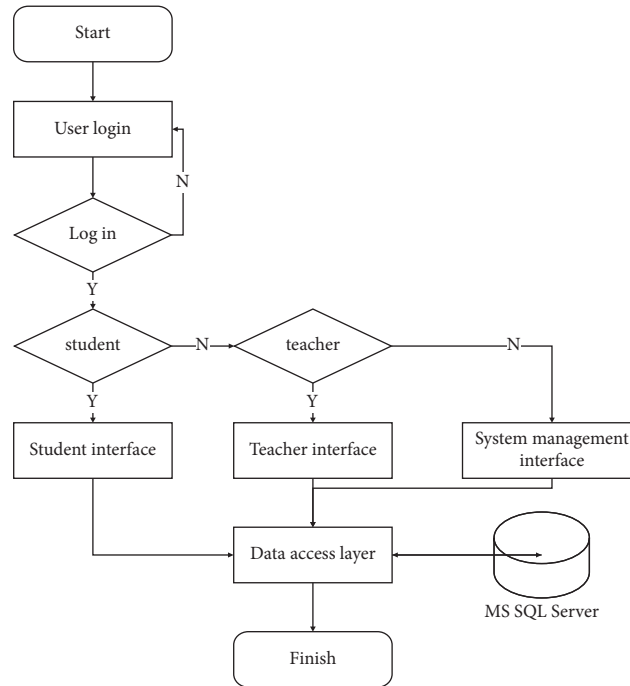 Start
User login
N
Log in
Y
student
N
teacher
N
Y
Y
Student interface
Teacher interface
System management
interface
Data access layer
MS SQL Server
Finish